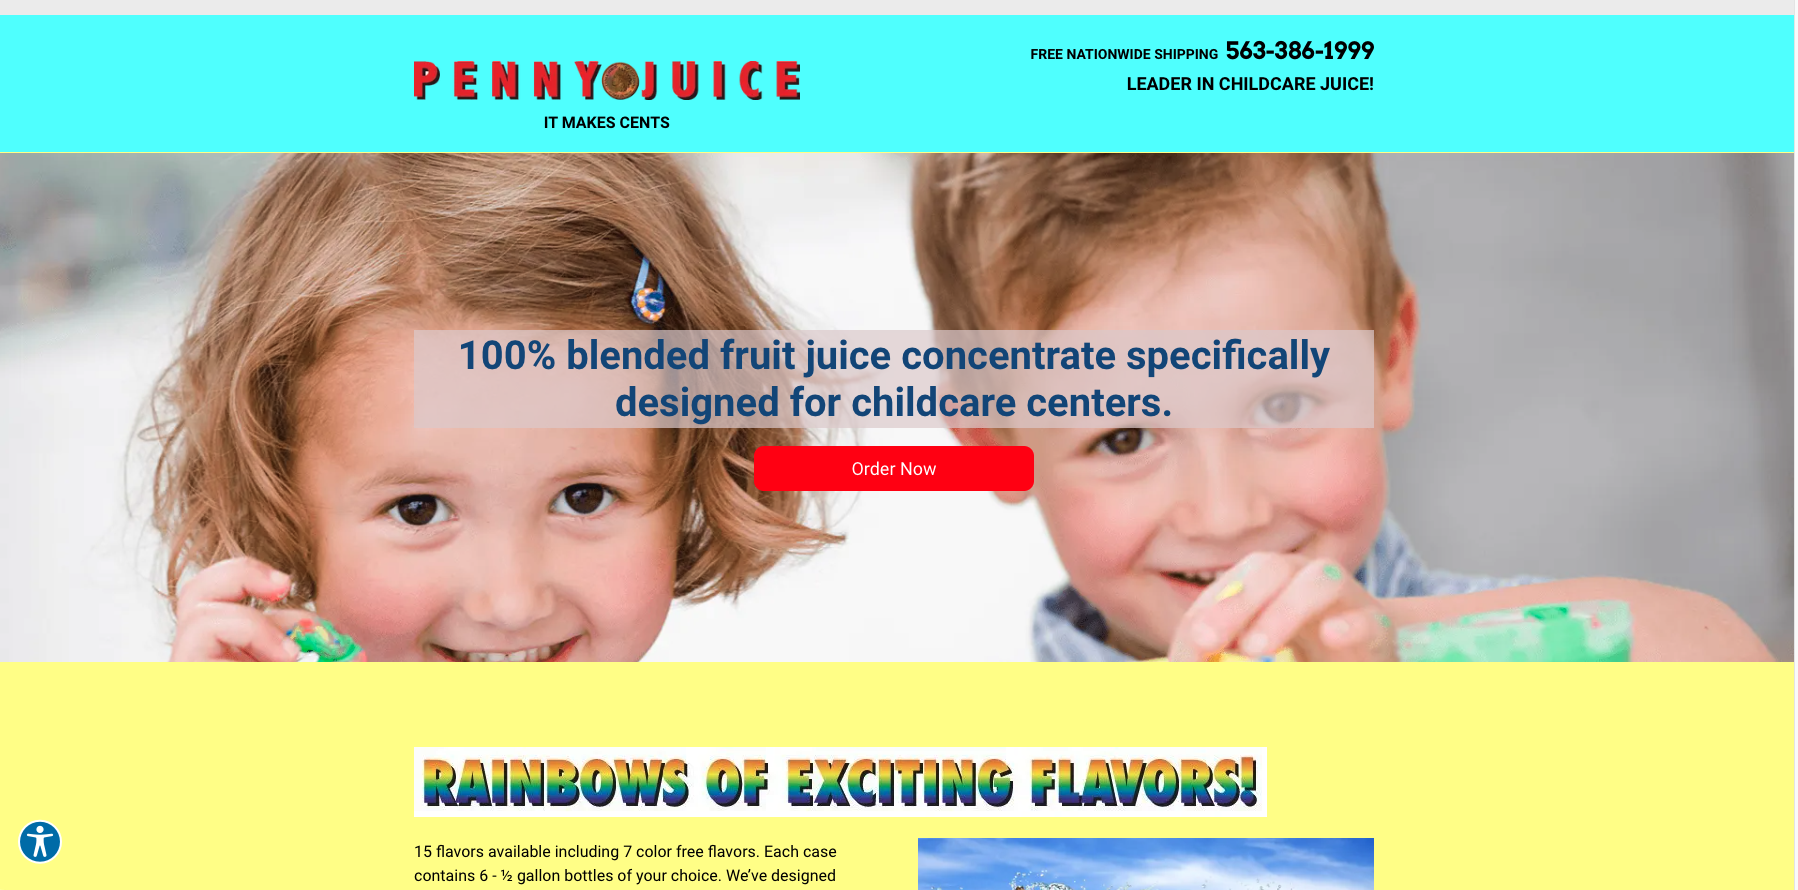 PENNY JUICE
IT MAKES CENTS
FREE NATIONWIDE SHIPPING 563-386-1999
LEADER IN CHILDCARE JUICE!
100% blended fruit juice concentrate specifically
designed for childcare centers.
Order Now
RAINBOWS OF EXCITING FLAVORS!
15 flavors available including 7 color free flavors. Each case
contains 6 - ½ gallon bottles of your choice. We’ve designed